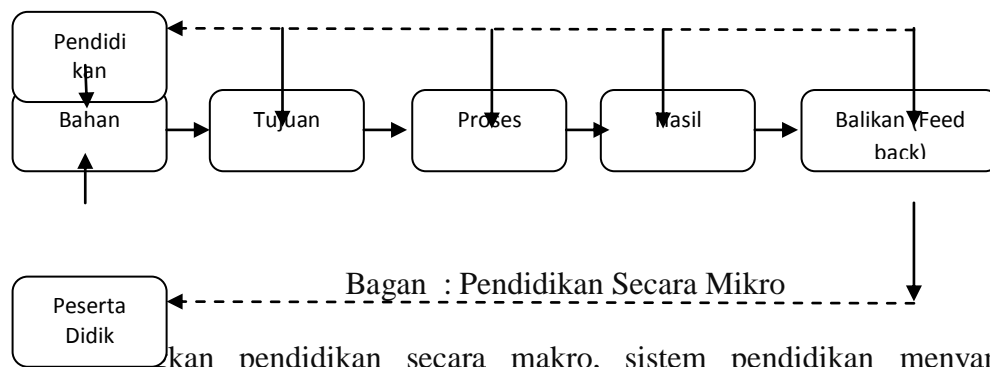 Pendidi
kan
Bahan
Tujuan
Proses
Hasil
Balikan (Feed
back)
Bagan : Pendidikan Secara Mikro
Peserta
Didik
kan pendidikan secara makro, sistem pendidikan